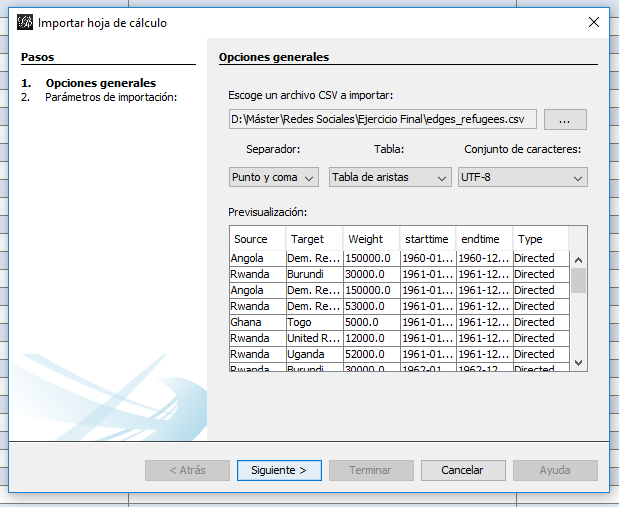 Importar hoja de cálculo
Pasos
1. Opciones generales
2. Parámetros de importación:
Opciones generales
Escoge un archivo CSV a importar:
D:\Máster\Redes Sociales\Ejercicio Final\edges_refugees.csv ...
Separador: Tabla: Conjunto de caracteres:
Punto y coma Tabla de aristas UTF-8
Previsualización:
Source Target Weight starttime endtime Type
Angola Dem. Re... 150000.0 1960-01... 1960-12... Directed
Rwanda Burundi 30000.0 1961-01... 1961-12... Directed
Angola Dem. Re... 150000.0 1961-01... 1961-12... Directed
Rwanda Dem. Re... 53000.0 1961-01... 1961-12... Directed
Ghana Togo 5000.0 1961-01... 1961-12... Directed
Rwanda United R... 12000.0 1961-01... 1961-12... Directed
Rwanda Uganda 52000.0 1961-01... 1961-12... Directed
Rwanda Burundi 30000.0 1962-01... 1962-12... Directed
< Atrás Siguiente > Terminar Cancelar Ayuda